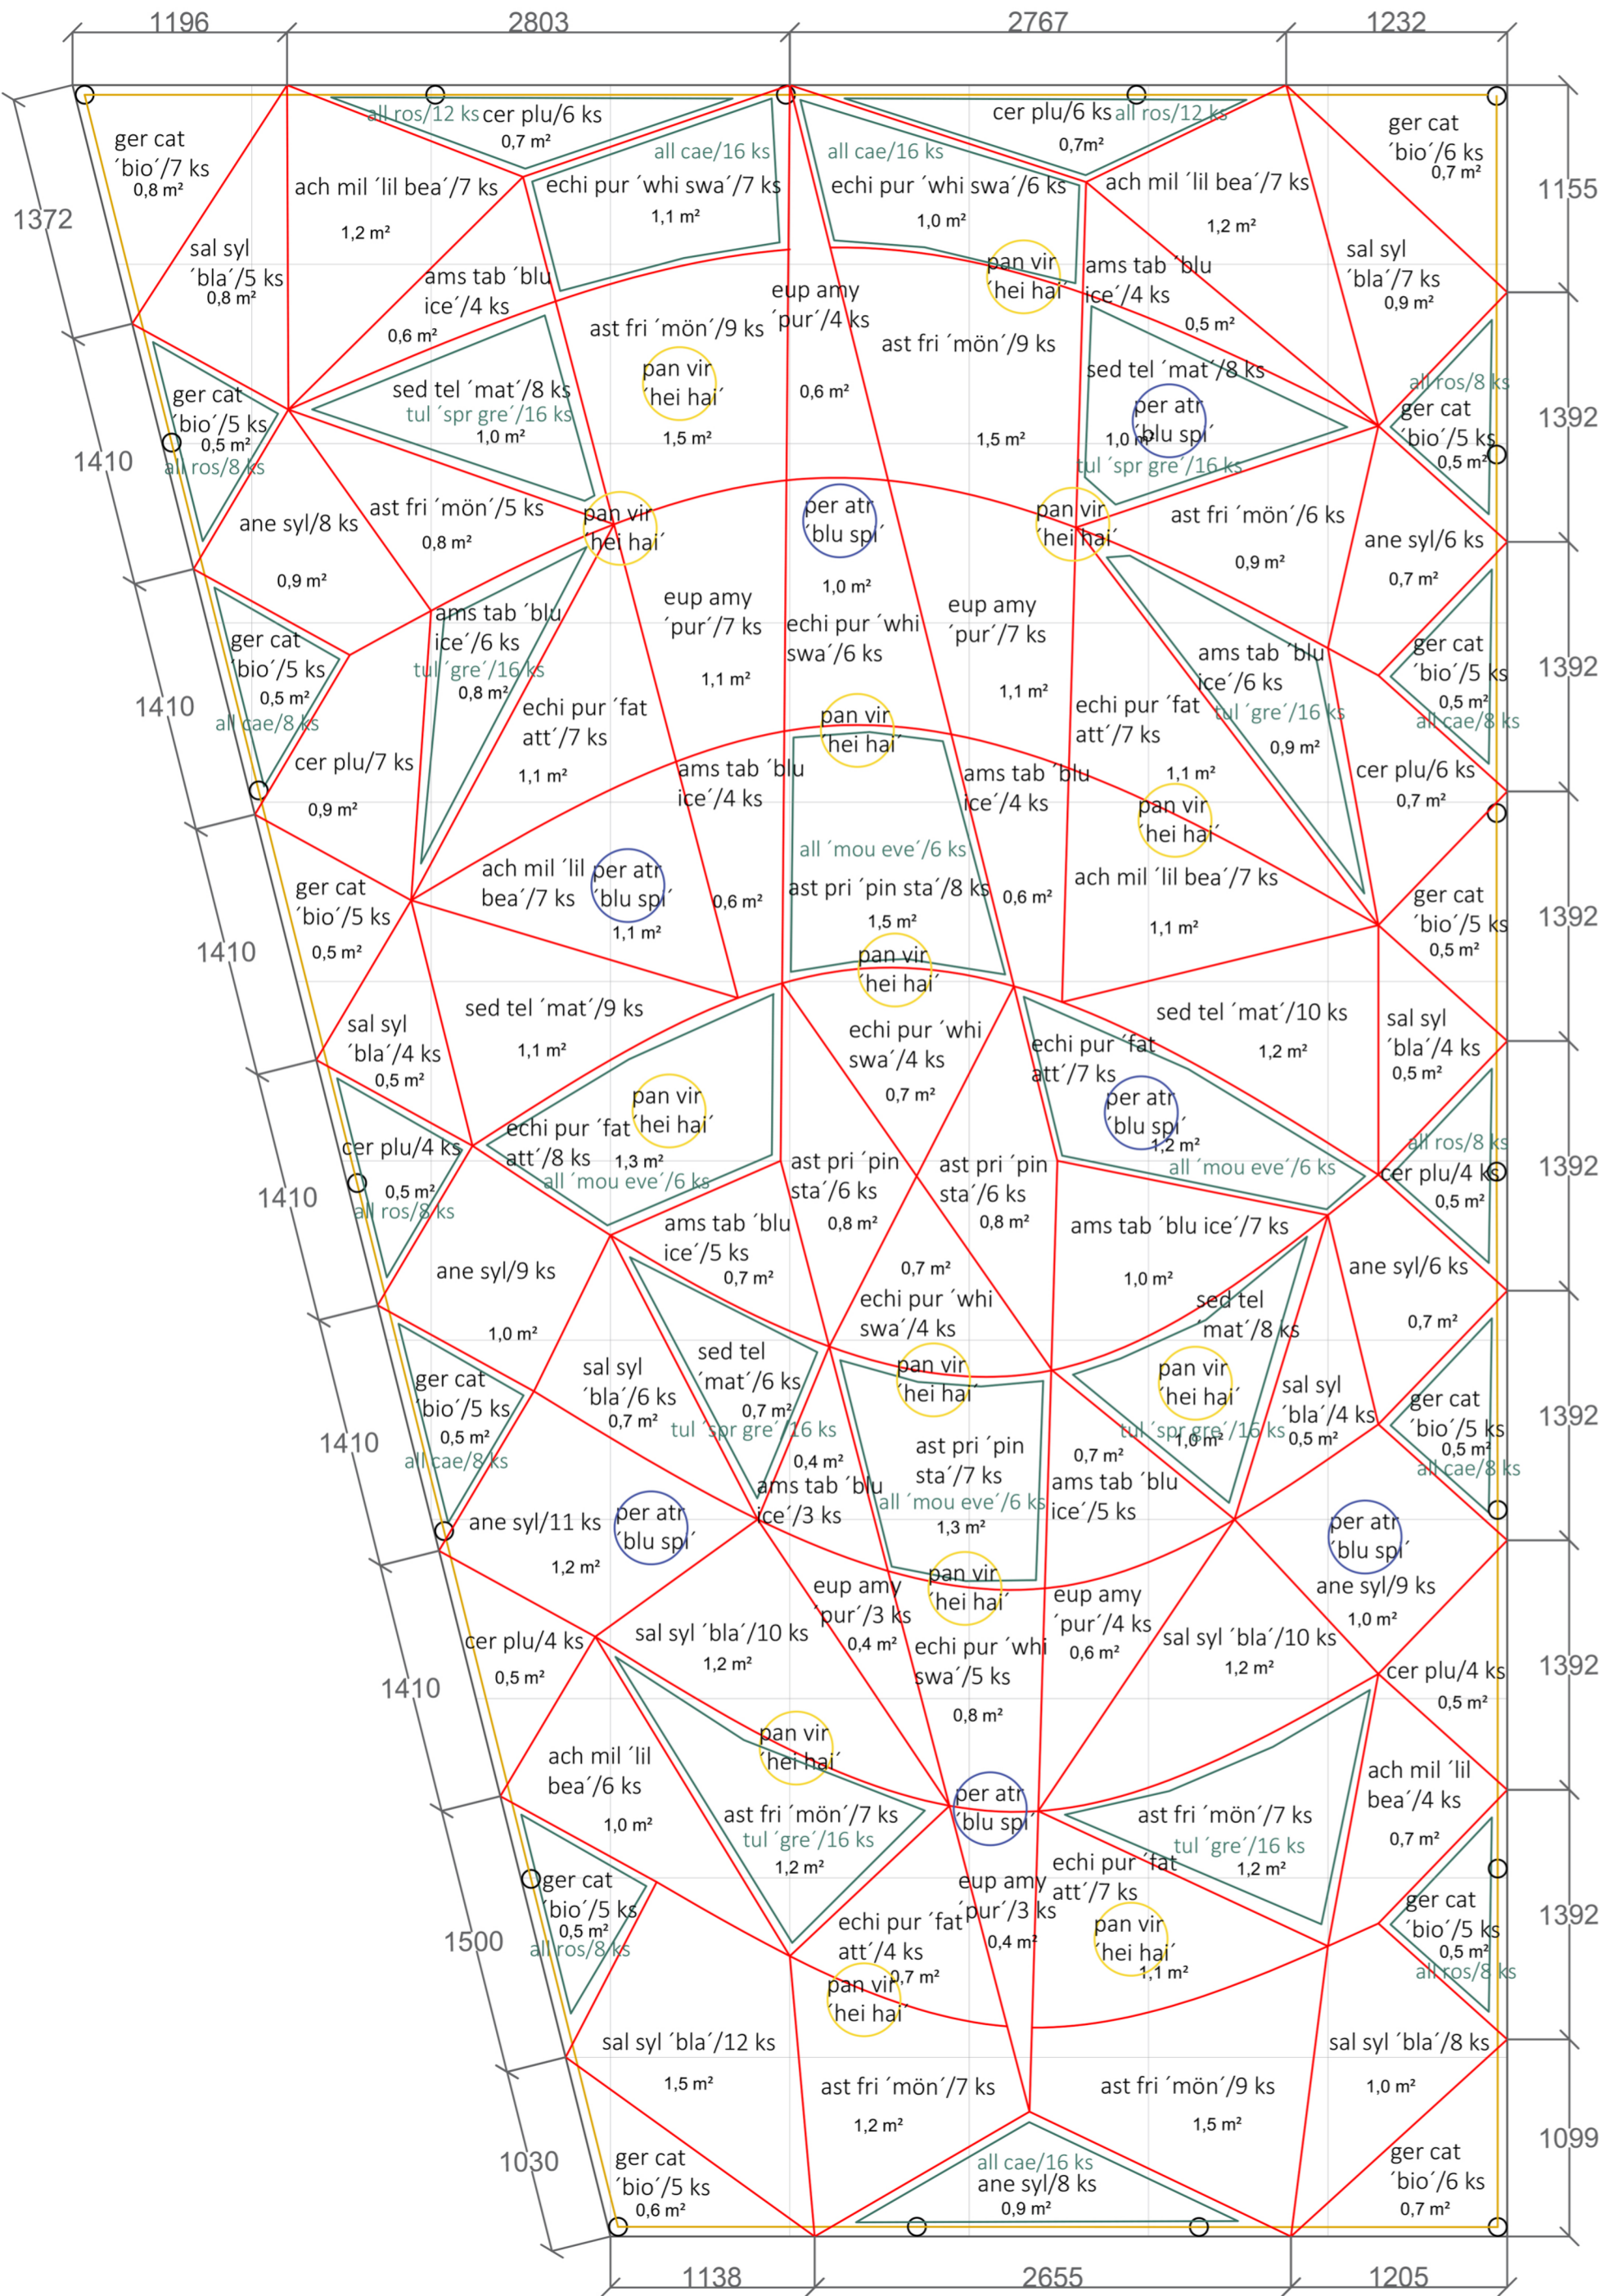 1196
2803
2767
1232
all ros/12 ks
cer plu/6 ks
0,7 m²
cer plu/6 ks
all ros/12 ks
0,7m²
ger cat
´bio´/7 ks
0,8 m²
ger cat
´bio´/6 ks
0,7 m²
all cae/16 ks
all cae/16 ks
ach mil ´lil bea´/7 ks
1,2 m²
echi pur ´whi swa´/7 ks
1,1 m²
echi pur ´whi swa´/6 ks
1,0 m²
ach mil ´lil bea´/7 ks
1,2 m²
1155
1372
sal syl
´bla´/5 ks
0,8 m²
ams tab ´blu
ice´/4 ks
0,6 m²
pan vir
´hei hai´
ams tab ´blu
ice´/4 ks
0,5 m²
sal syl
´bla´/7 ks
0,9 m²
eup amy
´pur´/4 ks
0,6 m²
ast fri ´mön´/9 ks
pan vir
´hei hai´
1,5 m²
ast fri ´mön´/9 ks
1,5 m²
sed tel ´mat´/8 ks
tul ´spr gre´/16 ks
1,0 m²
sed tel ´mat´/8 ks
per atr
´blu spi´
1,0 m²
tul ´spr gre´/16 ks
ger cat
´bio´/5 ks
0,5 m²
all ros/8 ks
all ros/8 ks
ger cat
´bio´/5 ks
0,5 m²
1392
1410
ane syl/8 ks
0,9 m²
ast fri ´mön´/5 ks
0,8 m²
pan vir
´hei hai´
per atr
´blu spi´
1,0 m²
echi pur ´whi
swa´/6 ks
pan vir
´hei hai´
ast fri ´mön´/6 ks
0,9 m²
ane syl/6 ks
0,7 m²
ger cat
´bio´/5 ks
0,5 m²
all cae/8 ks
ams tab ´blu
ice´/6 ks
tul ´gre´/16 ks
0,8 m²
eup amy
´pur´/7 ks
1,1 m²
eup amy
´pur´/7 ks
1,1 m²
ams tab ´blu
ice´/6 ks
tul ´gre´/16 ks
0,9 m²
ger cat
´bio´/5 ks
0,5 m²
all cae/8 ks
1392
1410
cer plu/7 ks
0,9 m²
echi pur ´fat
att´/7 ks
1,1 m²
pan vir
´hei hai´
echi pur ´fat
att´/7 ks
1,1 m²
cer plu/6 ks
0,7 m²
ams tab ´blu
ice´/4 ks
0,6 m²
ams tab ´blu
ice´/4 ks
0,6 m²
pan vir
´hei hai´
all ´mou eve´/6 ks
ast pri ´pin sta´/8 ks
1,5 m²
pan vir
´hei hai´
ger cat
´bio´/5 ks
0,5 m²
ach mil ´lil
bea´/7 ks
per atr
´blu spi´
1,1 m²
ach mil ´lil bea´/7 ks
1,1 m²
ger cat
´bio´/5 ks
0,5 m²
1392
1410
sal syl
´bla´/4 ks
0,5 m²
sed tel ´mat´/9 ks
1,1 m²
echi pur ´whi
swa´/4 ks
0,7 m²
sed tel ´mat´/10 ks
1,2 m²
sal syl
´bla´/4 ks
0,5 m²
cer plu/4 ks
0,5 m²
all ros/8 ks
pan vir
´hei hai´
echi pur ´fat
att´/8 ks
1,3 m²
all ´mou eve´/6 ks
echi pur ´fat
att´/7 ks
per atr
´blu spi´
1,2 m²
all ´mou eve´/6 ks
all ros/8 ks
cer plu/4 ks
0,5 m²
1392
1410
ast pri ´pin
sta´/6 ks
0,8 m²
ast pri ´pin
sta´/6 ks
0,8 m²
ane syl/9 ks
1,0 m²
ams tab ´blu
ice´/5 ks
0,7 m²
0,7 m²
echi pur ´whi
swa´/4 ks
ams tab ´blu ice´/7 ks
1,0 m²
ane syl/6 ks
0,7 m²
ger cat
´bio´/5 ks
0,5 m²
all cae/8 ks
sal syl
´bla´/6 ks
0,7 m²
sed tel
´mat´/6 ks
0,7 m²
tul ´spr gre´/16 ks
pan vir
´hei hai´
sed tel
´mat´/8 ks
pan vir
´hei hai´
tul ´spr gre´/16 ks
1,0 m²
sal syl
´bla´/4 ks
0,5 m²
ger cat
´bio´/5 ks
0,5 m²
all cae/8 ks
1392
1410
0,4 m²
ams tab ´blu
ice´/3 ks
ast pri ´pin
sta´/7 ks
all ´mou eve´/6 ks
1,3 m²
0,7 m²
ams tab ´blu
ice´/5 ks
ane syl/11 ks
1,2 m²
per atr
´blu spi´
pan vir
´hei hai´
per atr
´blu spi´
ane syl/9 ks
1,0 m²
cer plu/4 ks
0,5 m²
sal syl ´bla´/10 ks
1,2 m²
eup amy
´pur´/3 ks
0,4 m²
echi pur ´whi
swa´/5 ks
0,8 m²
eup amy
´pur´/4 ks
0,6 m²
sal syl ´bla´/10 ks
1,2 m²
cer plu/4 ks
0,5 m²
1392
1410
ach mil ´lil
bea´/6 ks
1,0 m²
pan vir
´hei hai´
ast fri ´mön´/7 ks
tul ´gre´/16 ks
1,2 m²
per atr
´blu spi´
ast fri ´mön´/7 ks
tul ´gre´/16 ks
1,2 m²
ach mil ´lil
bea´/4 ks
0,7 m²
ger cat
´bio´/5 ks
0,5 m²
all ros/8 ks
echi pur ´fat
att´/4 ks
0,7 m²
pan vir
´hei hai´
eup amy
´pur´/3 ks
0,4 m²
echi pur ´fat
att´/7 ks
pan vir
´hei hai´
1,1 m²
ger cat
´bio´/5 ks
0,5 m²
all ros/8 ks
1392
1500
sal syl ´bla´/12 ks
1,5 m²
ast fri ´mön´/7 ks
1,2 m²
ast fri ´mön´/9 ks
1,5 m²
sal syl ´bla´/8 ks
1,0 m²
1099
1030
ger cat
´bio´/5 ks
0,6 m²
all cae/16 ks
ane syl/8 ks
0,9 m²
ger cat
´bio´/6 ks
0,7 m²
1138
2655
1205